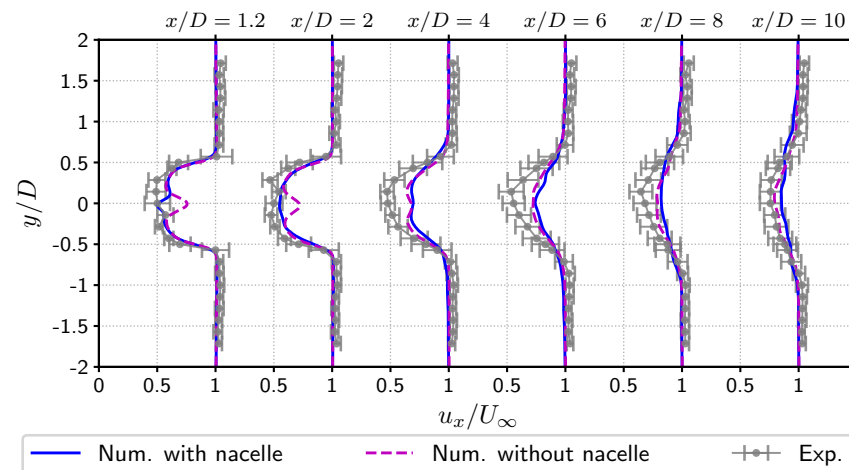 x/D = 1.2 x/D = 2 x/D = 4 x/D = 6 x/D = 8 x/D = 10
2
1.5
1
0.5
0
-0.5
-1
-1.5
-2
y/D
0 0.5 1 0.5 1 0.5 1 0.5 1 0.5 1 0.5 1
u_x/U_∞
Num. with nacelle Num. without nacelle Exp.